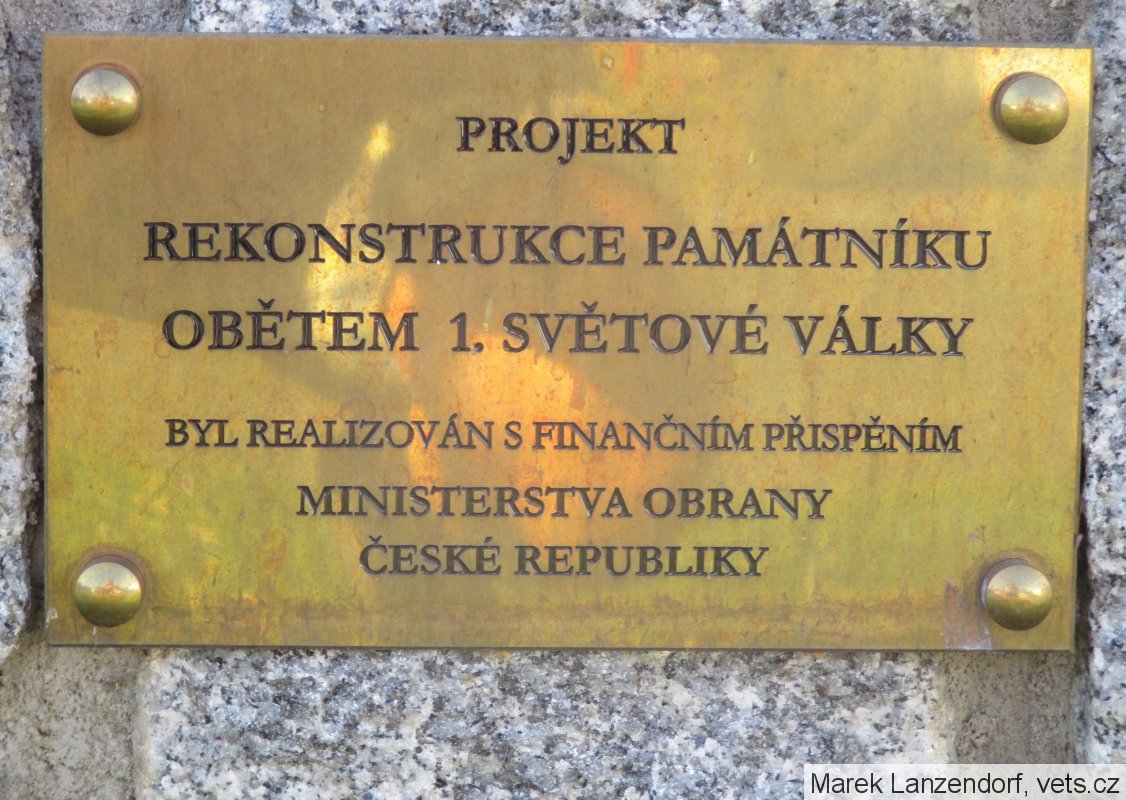 PROJEKT
REKONSTRUKCE PAMÁTNÍKU
OBĚTEM 1. SVĚTOVÉ VÁLKY
BYL REALIZOVÁN S FINANČNÍM PŘISPĚNÍM
MINISTERSTVA OBRANY
ČESKÉ REPUBLIKY
Marek Lanzendorf, vets.cz